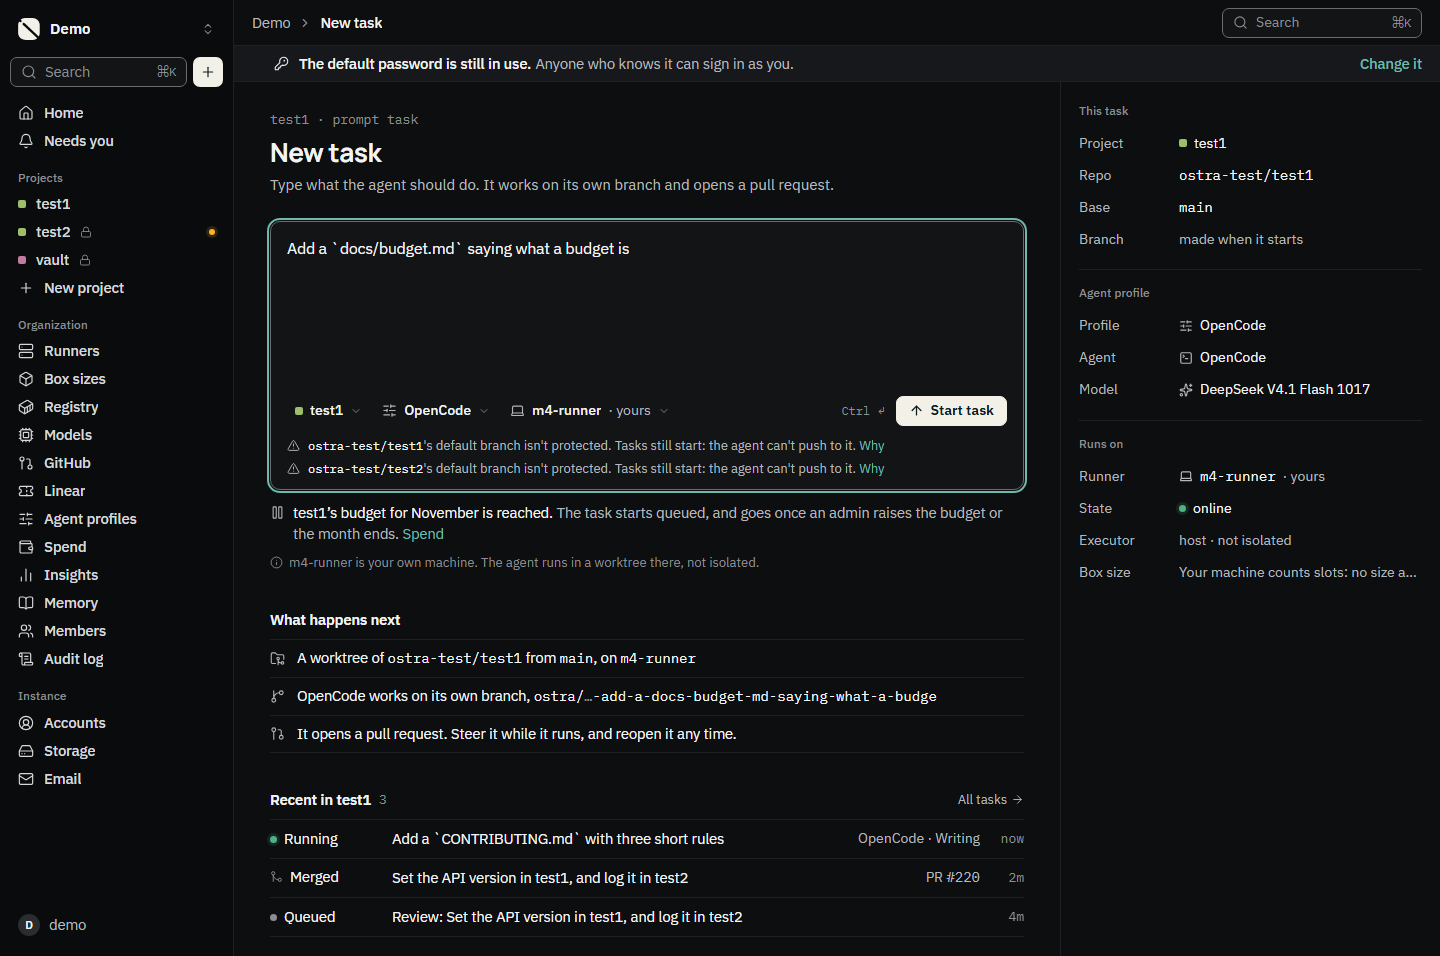 Demo
Search ⌘K
Home
Needs you
Projects
test1
test2
vault
New project
Organization
Runners
Box sizes
Registry
Models
GitHub
Linear
Agent profiles
Spend
Insights
Memory
Members
Audit log
Instance
Accounts
Storage
Email
D demo
Demo > New task
Search ⌘K
The default password is still in use. Anyone who knows it can sign in as you. Change it
test1 · prompt task
New task
Type what the agent should do. It works on its own branch and opens a pull request.
Add a `docs/budget.md` saying what a budget is
test1 OpenCode m4-runner · yours Ctrl ↵ Start task
ostra-test/test1's default branch isn't protected. Tasks still start: the agent can't push to it. Why
ostra-test/test2's default branch isn't protected. Tasks still start: the agent can't push to it. Why
test1’s budget for November is reached. The task starts queued, and goes once an admin raises the budget or
the month ends. Spend
m4-runner is your own machine. The agent runs in a worktree there, not isolated.
What happens next
A worktree of ostra-test/test1 from main, on m4-runner
OpenCode works on its own branch, ostra/…-add-a-docs-budget-md-saying-what-a-budge
It opens a pull request. Steer it while it runs, and reopen it any time.
Recent in test1 3 All tasks →
Running Add a `CONTRIBUTING.md` with three short rules OpenCode · Writing now
Merged Set the API version in test1, and log it in test2 PR #220 2m
Queued Review: Set the API version in test1, and log it in test2 4m
This task
Project test1
Repo ostra-test/test1
Base main
Branch made when it starts
Agent profile
Profile OpenCode
Agent OpenCode
Model DeepSeek V4.1 Flash 1017
Runs on
Runner m4-runner · yours
State online
Executor host · not isolated
Box size Your machine counts slots: no size a...